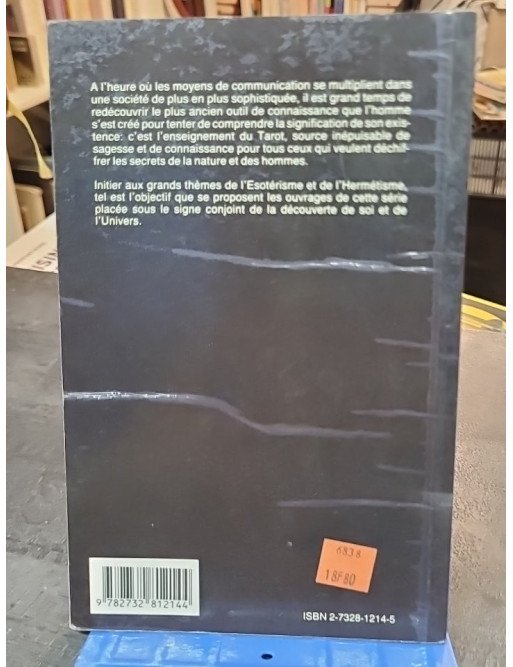 A l'heure où les moyens de communication se multiplient dans
une société de plus en plus sophistiquée, il est grand temps de
redécouvrir le plus ancien outil de connaissance que l'homme
s'est créé pour tenter de comprendre la signification de son exis-
tence: c'est l'enseignement du Tarot, source inépuisable de
sagesse et de connaissance pour tous ceux qui veulent déchif-
frer les secrets de la nature et des hommes.
Initier aux grands thèmes de l'Esotérisme et de l'Hermétisme,
tel est l'objectif que se proposent les ouvrages de cette série
placée sous le signe conjoint de la découverte de soi et de
l'Univers.
6838
18F80
9 782732 812144
ISBN 2-7328-1214-5